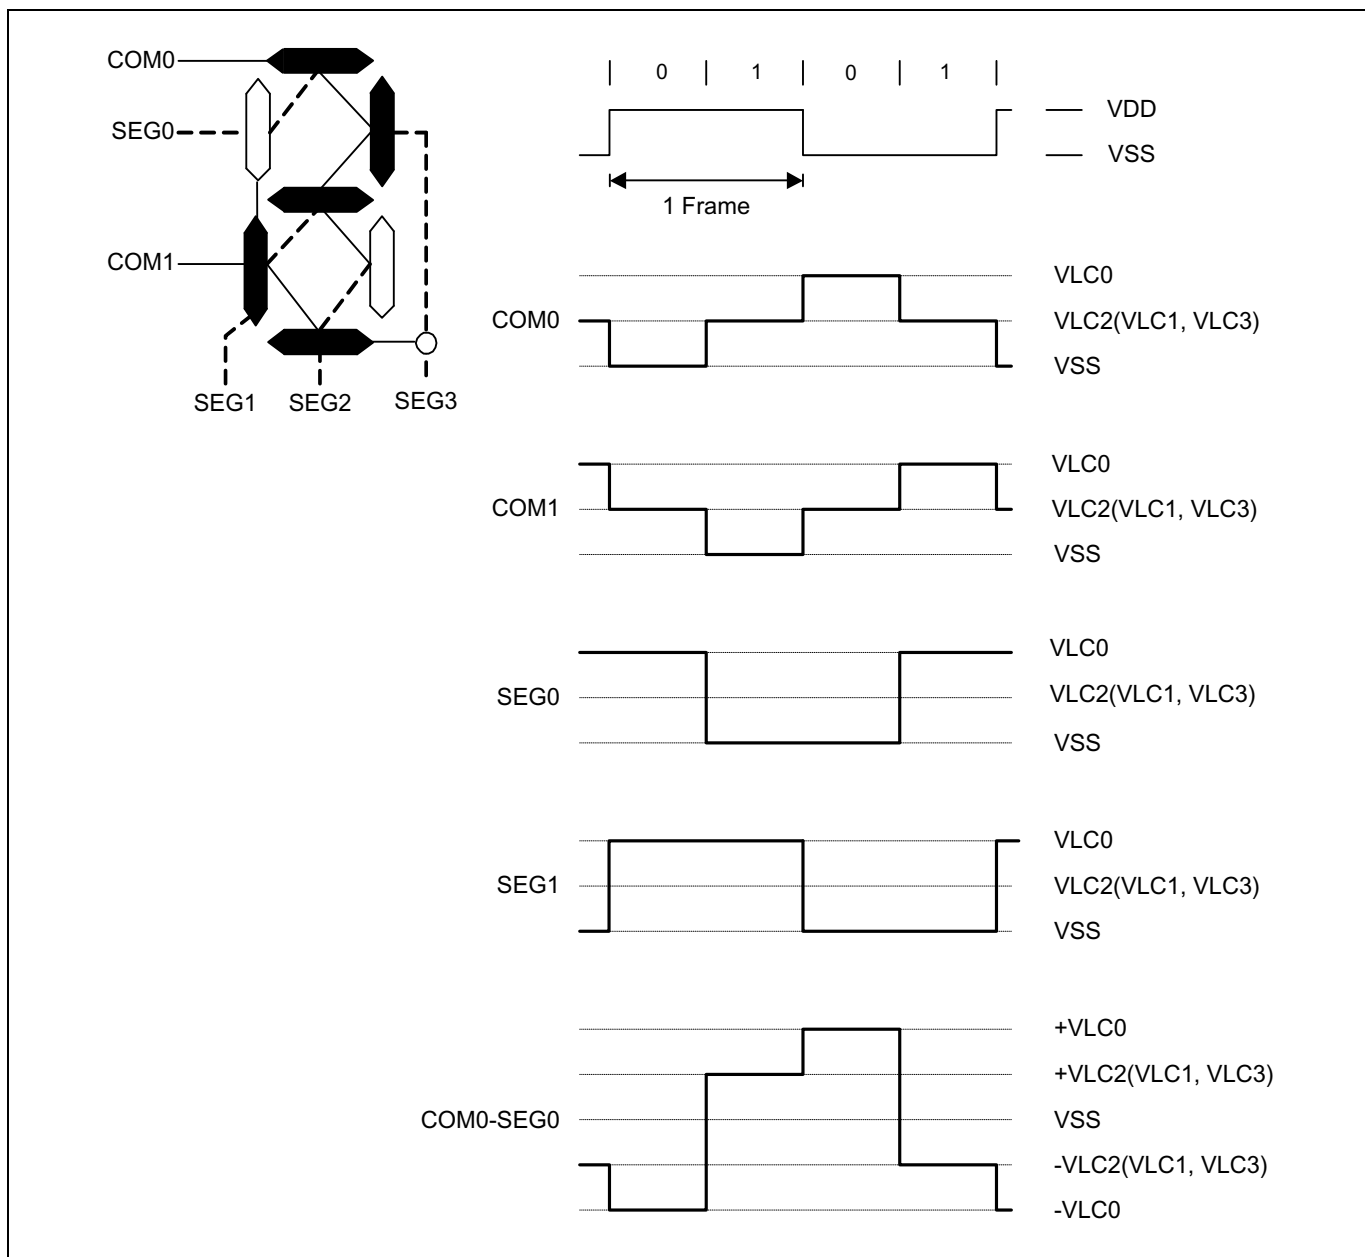 COM0
SEG0
COM1
SEG1 SEG2 SEG3
0 1 0 1
VDD
VSS
1 Frame
COM0
VLC0
VLC2(VLC1, VLC3)
VSS
COM1
VLC0
VLC2(VLC1, VLC3)
VSS
SEG0
VLC0
VLC2(VLC1, VLC3)
VSS
SEG1
VLC0
VLC2(VLC1, VLC3)
VSS
COM0-SEG0
+VLC0
+VLC2(VLC1, VLC3)
VSS
-VLC2(VLC1, VLC3)
-VLC0